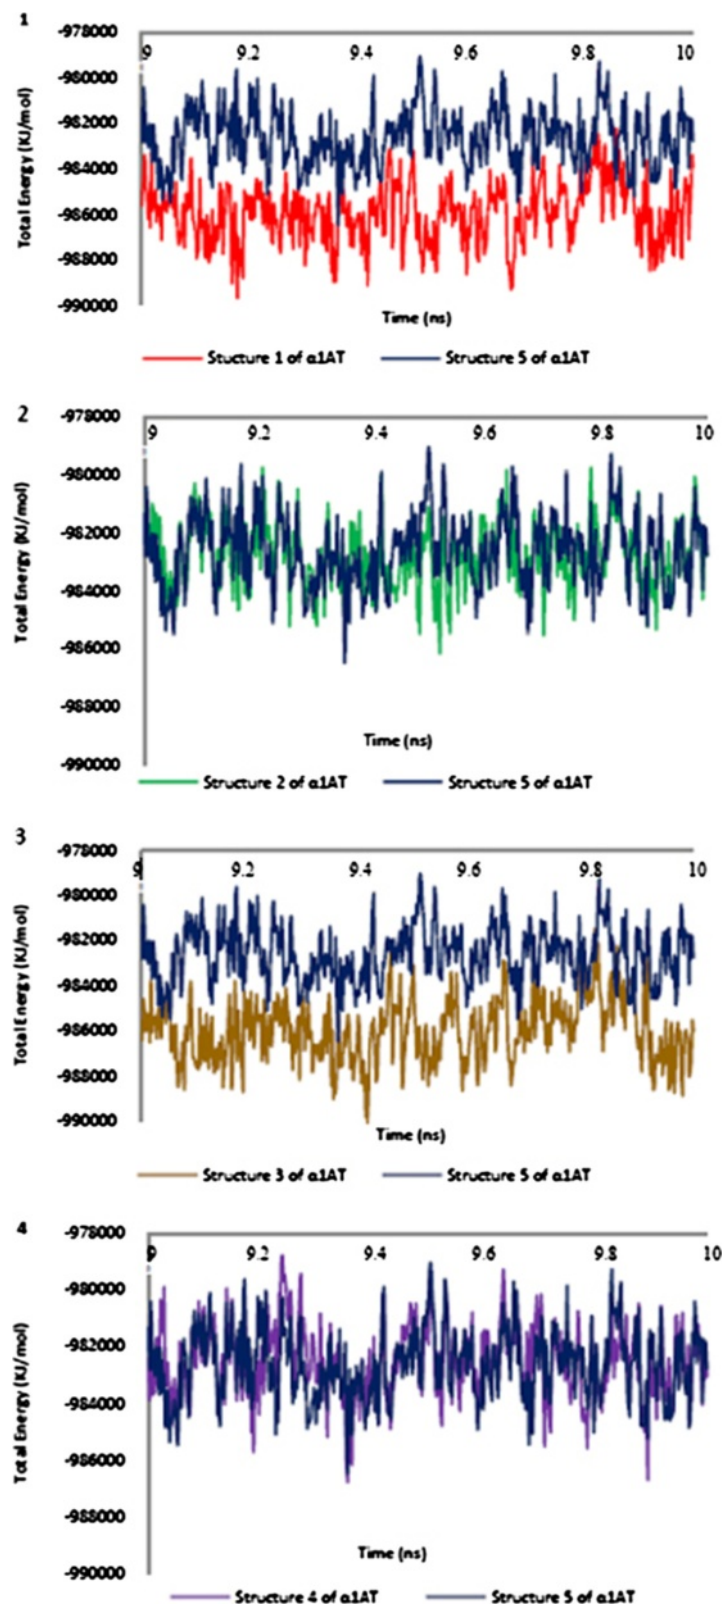 1
-978000
9 9.2 9.4 9.6 9.8 10
-980000
-982000
-984000
-986000
-988000
-990000
Total Energy (KJ/mol)
Time (ns)
Stucture 1 of α1AT Structure 5 of α1AT
2
-978000
9 9.2 9.4 9.6 9.8 10
-980000
-982000
-984000
-986000
-988000
-990000
Total Energy (KJ/mol)
Time (ns)
Structure 2 of α1AT Structure 5 of α1AT
3
-978000
9 9.2 9.4 9.6 9.8 10
-980000
-982000
-984000
-986000
-988000
-990000
Total Energy (KJ/mol)
Time (ns)
Structure 3 of α1AT Structure 5 of α1AT
4
-978000
9 9.2 9.4 9.6 9.8 10
-980000
-982000
-984000
-986000
-988000
-990000
Total Energy (KJ/mol)
Time (ns)
Structure 4 of α1AT Structure 5 of α1AT